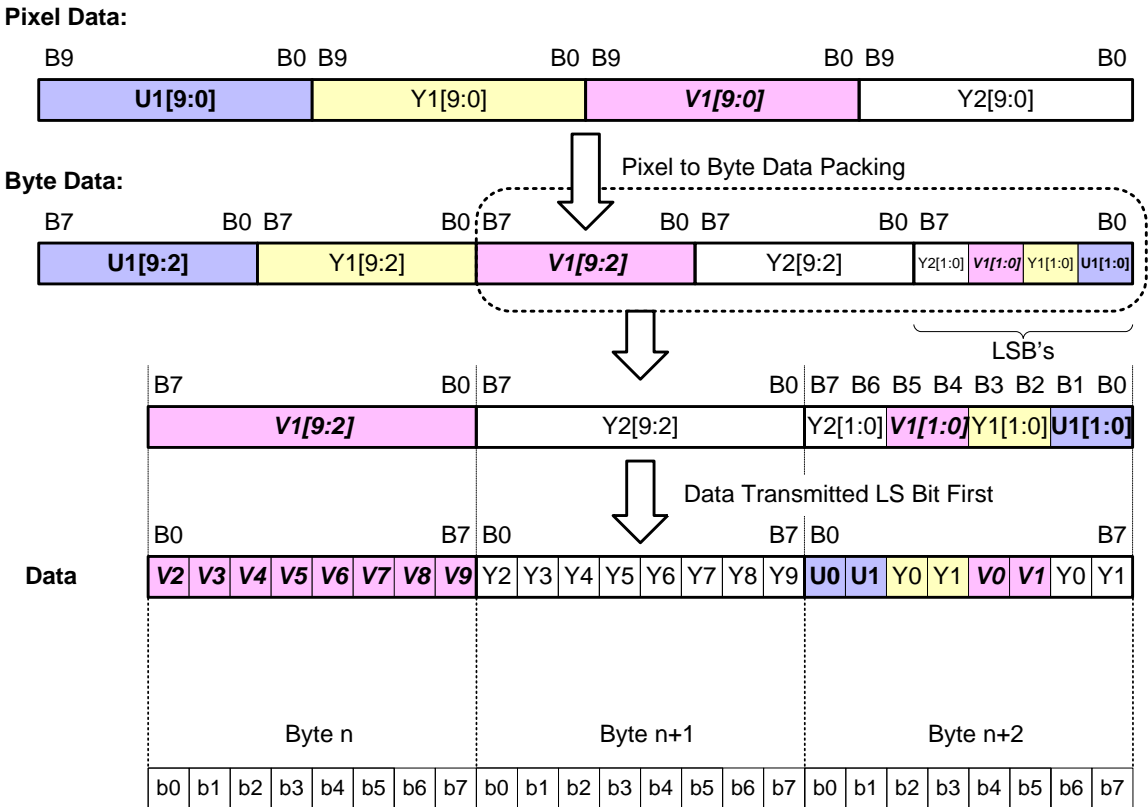 Pixel Data:
B9 B0 B9 B0 B9 B0 B9 B0
U1[9:0] Y1[9:0] V1[9:0] Y2[9:0]
Pixel to Byte Data Packing
Byte Data:
B7 B0 B7 B0 B7 B0 B7 B0 B7 B0
U1[9:2] Y1[9:2] V1[9:2] Y2[9:2] Y2[1:0] V1[1:0] Y1[1:0] U1[1:0]
LSB's
B7 B0 B7 B0 B7 B6 B5 B4 B3 B2 B1 B0
V1[9:2] Y2[9:2] Y2[1:0] V1[1:0] Y1[1:0] U1[1:0]
Data Transmitted LS Bit First
B0 B7 B0 B7 B0 B7
Data V2 V3 V4 V5 V6 V7 V8 V9 Y2 Y3 Y4 Y5 Y6 Y7 Y8 Y9 U0 U1 Y0 Y1 V0 V1 Y0 Y1
Byte n Byte n+1 Byte n+2
b0 b1 b2 b3 b4 b5 b6 b7 b0 b1 b2 b3 b4 b5 b6 b7 b0 b1 b2 b3 b4 b5 b6 b7